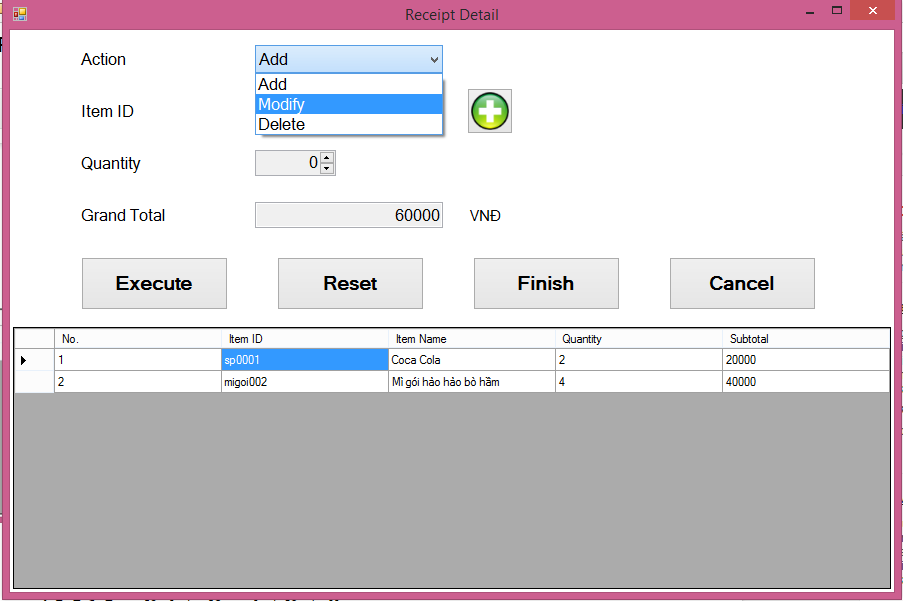 Receipt Detail
Action
Add
Add
Modify
Delete
Item ID
Quantity
0
Grand Total
60000
VNĐ
Execute Reset Finish Cancel
No. Item ID Item Name Quantity Subtotal
1 sp0001 Coca Cola 2 20000
2 migoi002 Mì gói hảo hảo bò hầm 4 40000